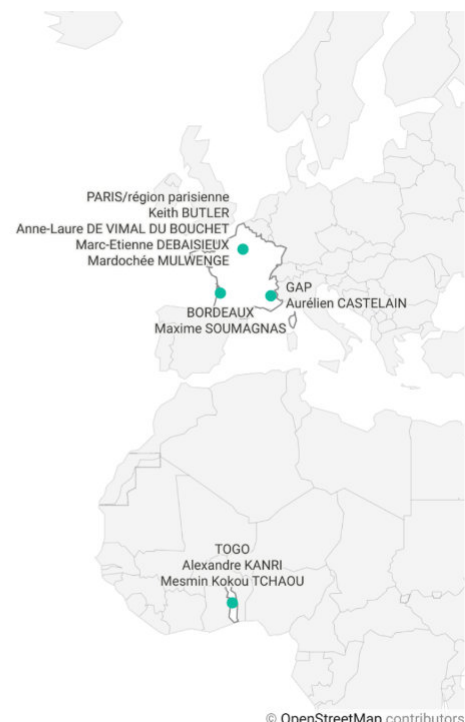 PARIS/région parisienne
Keith BUTLER
Anne-Laure DE VIMAL DU BOUCHET
Marc-Etienne DEBAISIEUX
Mardochée MULWENGE
GAP
Aurélien CASTELAIN
BORDEAUX
Maxime SOUMAGNAS
TOGO
Alexandre KANRI
Mesmin Kokou TCHAOU
© OpenStreetMap contributors